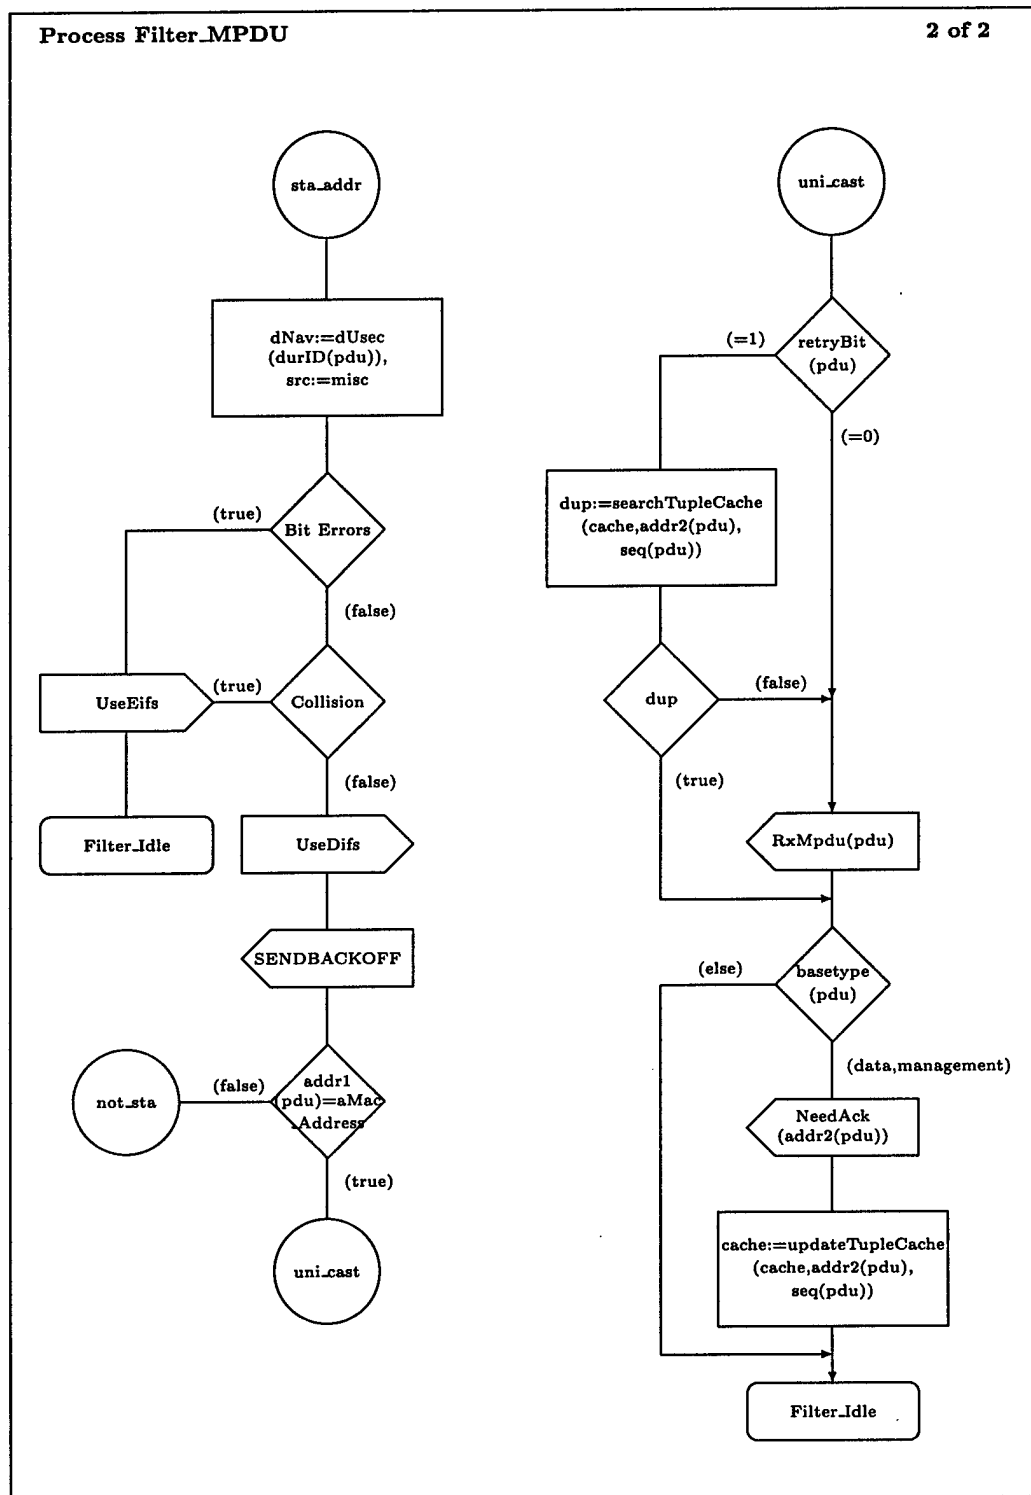 Process Filter_MPDU
2 of 2
sta_addr
dNav:=dUsec
(durID(pdu)),
src:=misc
(true)
Bit Errors
(false)
UseEifs
(true)
Collision
(false)
Filter_Idle
UseDifs
SENDBACKOFF
not_sta
(false)
addr1
(pdu)=aMac
_Address
(true)
uni_cast
uni_cast
(=1)
retryBit
(pdu)
(=0)
dup:=searchTupleCache
(cache,addr2(pdu),
seq(pdu))
dup
(false)
(true)
RxMpdu(pdu)
(else)
basetype
(pdu)
(data,management)
NeedAck
(addr2(pdu))
cache:=updateTupleCache
(cache,addr2(pdu),
seq(pdu))
Filter_Idle